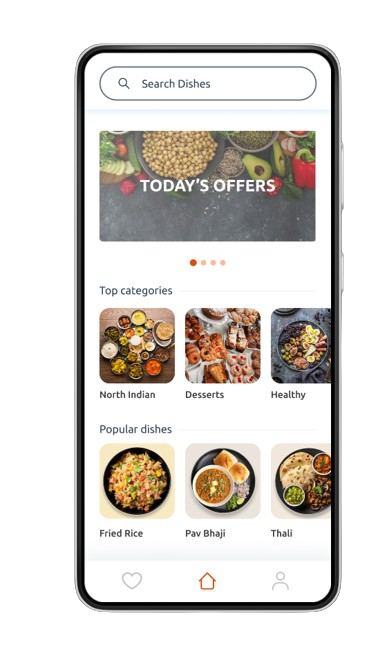 Search Dishes
TODAY'S OFFERS
Top categories
North Indian
Desserts
Healthy
Popular dishes
Fried Rice
Pav Bhaji
Thali